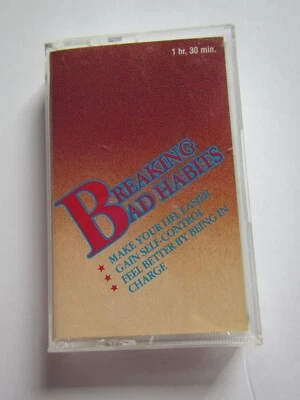 1 hr. 30 min.
BREAKING
BAD HABITS
★ MAKE YOUR LIFE EASIER
★ GAIN SELF-CONTROL
★ FEEL BETTER BY BEING IN
CHARGE